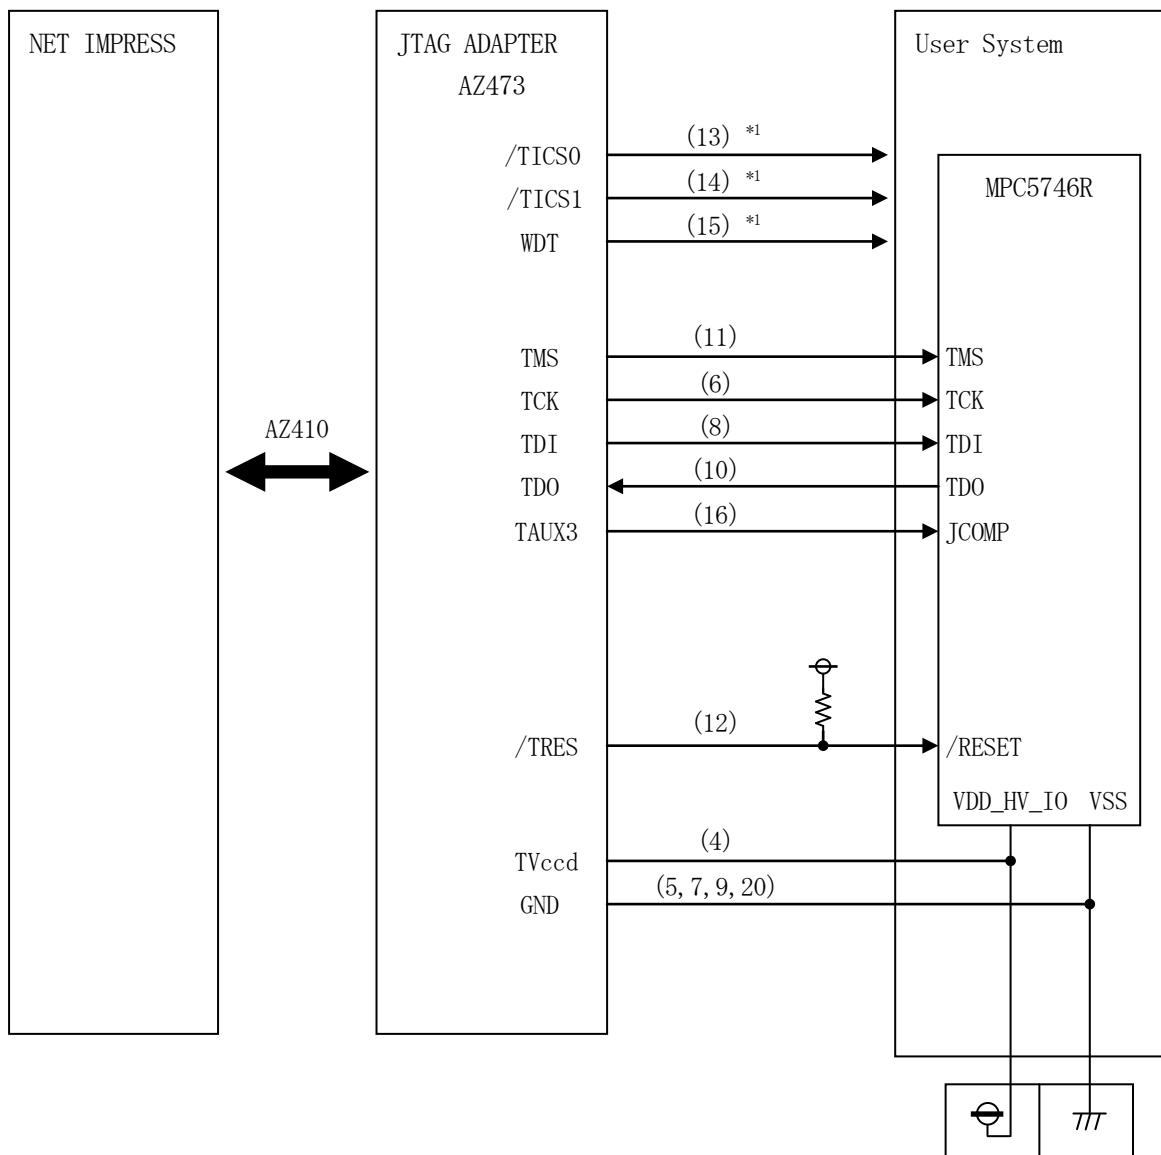 NET IMPRESS
JTAG ADAPTER
AZ473
User System
/TICS0
(13) *1
/TICS1
(14) *1
WDT
(15) *1
MPC5746R
TMS
(11)
TMS
TCK
(6)
TCK
AZ410
TDI
(8)
TDI
TDO
(10)
TDO
TAUX3
(16)
JCOMP
/TRES
(12)
/RESET
VDD_HV_IO VSS
TVccd
(4)
GND
(5, 7, 9, 20)